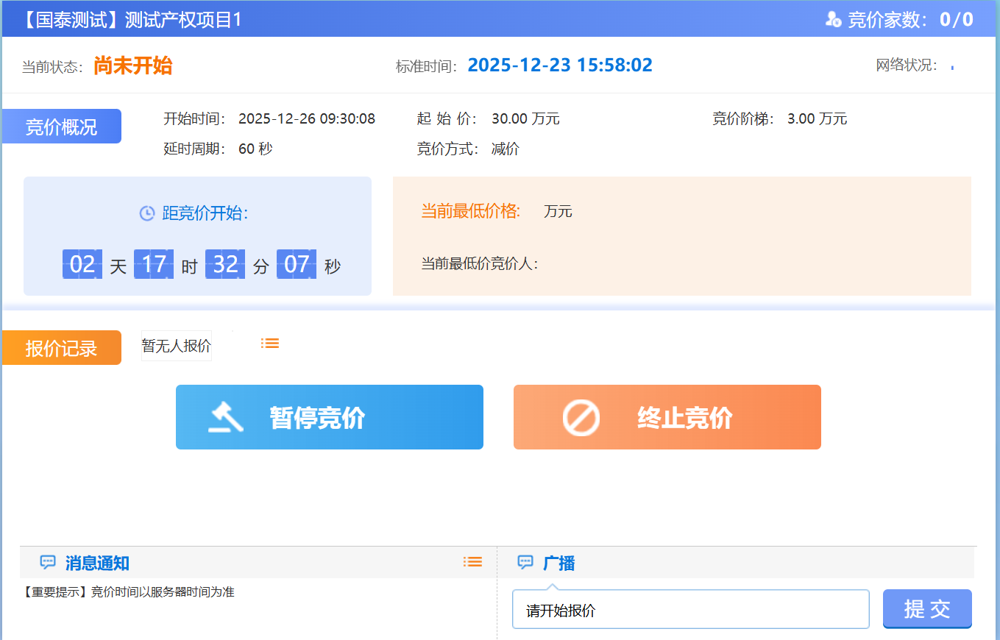 【国泰测试】测试产权项目1
竞价家数：0/0
当前状态：尚未开始
标准时间：2025-12-23 15:58:02
网络状况：
竞价概况
开始时间：2025-12-26 09:30:08
起 始 价：30.00 万元
竞价阶梯：3.00 万元
延时周期：60 秒
竞价方式：减价
距竞价开始：
02 天 17 时 32 分 07 秒
当前最低价格： 万元
当前最低价竞价人：
报价记录
暂无人报价
暂停竞价
终止竞价
消息通知
【重要提示】竞价时间以服务器时间为准
广播
请开始报价
提 交